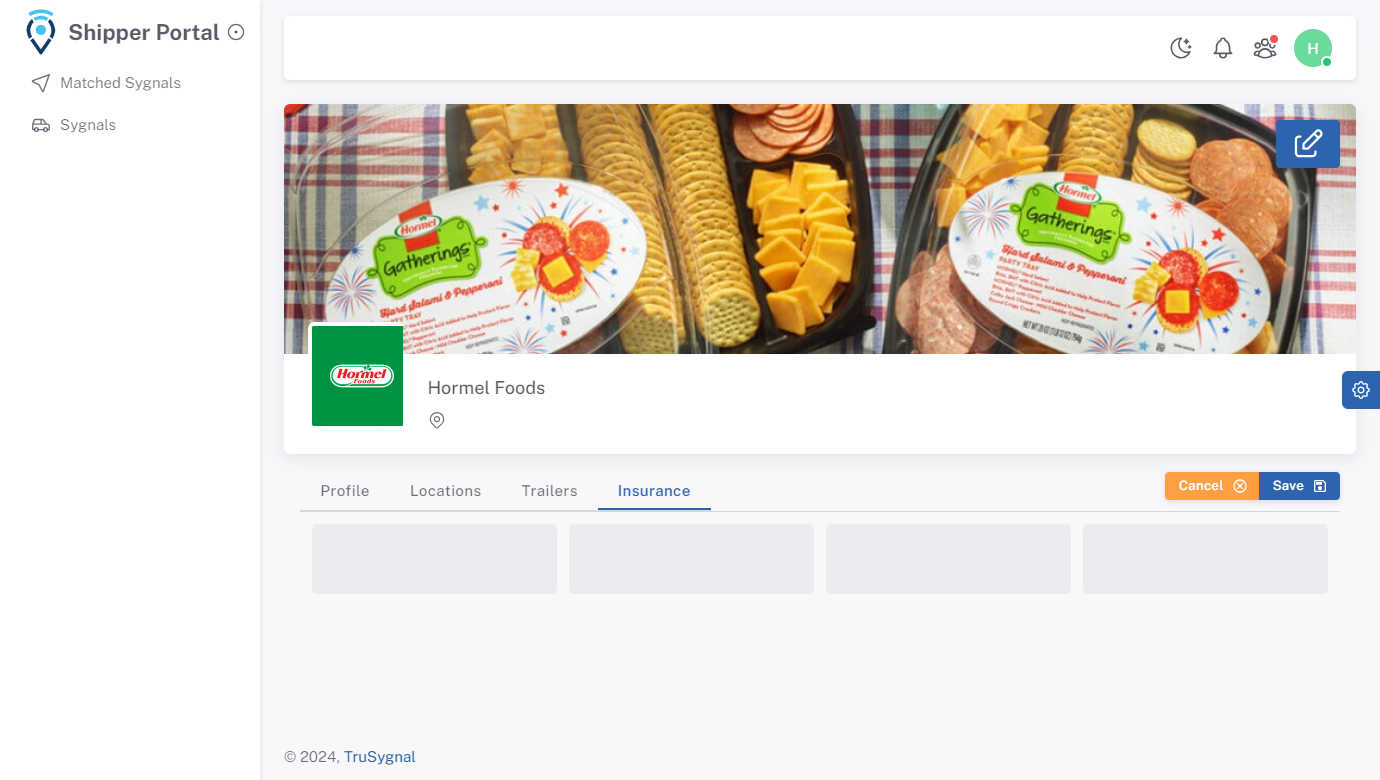 Shipper Portal
Matched Sygnals
Sygnals
H
Hormel
Gatherings
Hard Salami & Pepperoni
PARTY TRAY
Hormel
Gatherings
Hard Salami & Pepperoni
PARTY TRAY
Hormel
Foods
Hormel Foods
Profile
Locations
Trailers
Insurance
Cancel
Save
© 2024, TruSygnal